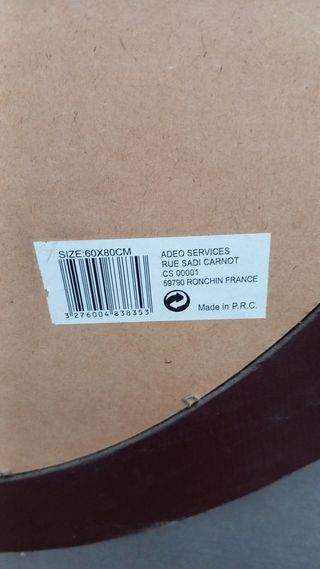 SIZE:60X80CM
3 276004 838353
ADEO SERVICES
RUE SADI CARNOT
CS 00001
59790 RONCHIN FRANCE
Made in P.R.C.